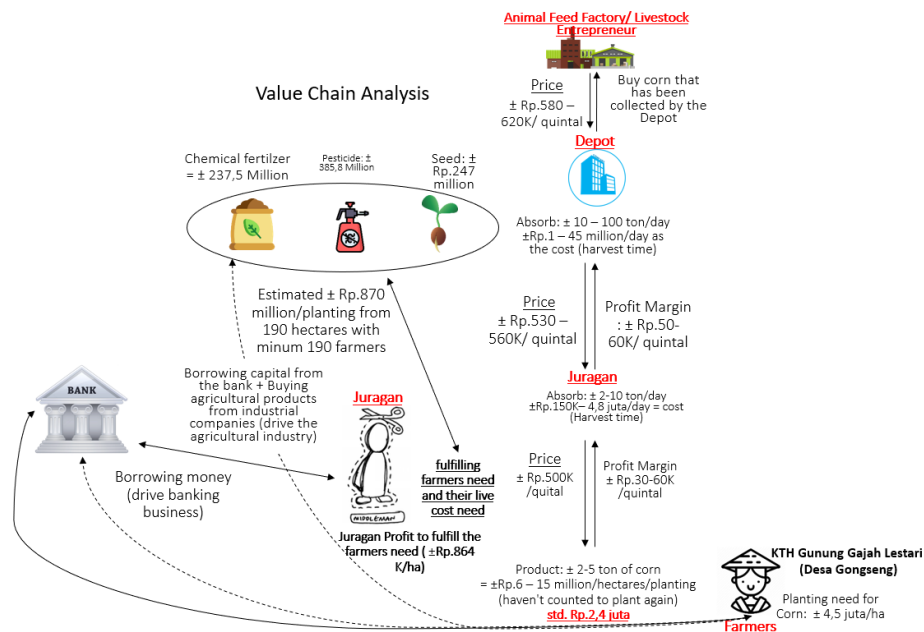 Animal Feed Factory/ Livestock
Entrepreneur
Price
± Rp.580 –
620K/ quintal
Buy corn that
has been
collected by the
Depot
Value Chain Analysis
Depot
Chemical fertilzer
= ± 237,5 Million
Pesticide: ±
385,8 Million
Seed: ±
Rp.247
million
Absorb: ± 10 – 100 ton/day
±Rp.1 – 45 million/day as
the cost (harvest time)
Estimated ± Rp.870
million/planting from
190 hectares with
minum 190 farmers
Price
± Rp.530 –
560K/ quintal
Profit Margin
: ± Rp.50-
60K/ quintal
Borrowing capital from
the bank + Buying
agricultural products
from industrial
companies (drive the
agricultural industry)
BANK
Juragan
Juragan
Absorb: ± 2-10 ton/day
±Rp.150K– 4,8 juta/day = cost
(Harvest time)
Borrowing money
(drive banking
business)
MIDDLEMAN
fulfilling
farmers need
and their live
cost need
Price
± Rp.500K
/quital
Profit Margin
± Rp.30-60K
/quintal
Juragan Profit to fulfill the
farmers need ( ±Rp.864
K/ha)
Product: ± 2-5 ton of corn
= ±Rp.6 – 15 million/hectares/planting
(haven't counted to plant again)
std. Rp.2,4 juta
KTH Gunung Gajah Lestari
(Desa Gongseng)
Planting need for
Corn: ± 4,5 juta/ha
Farmers